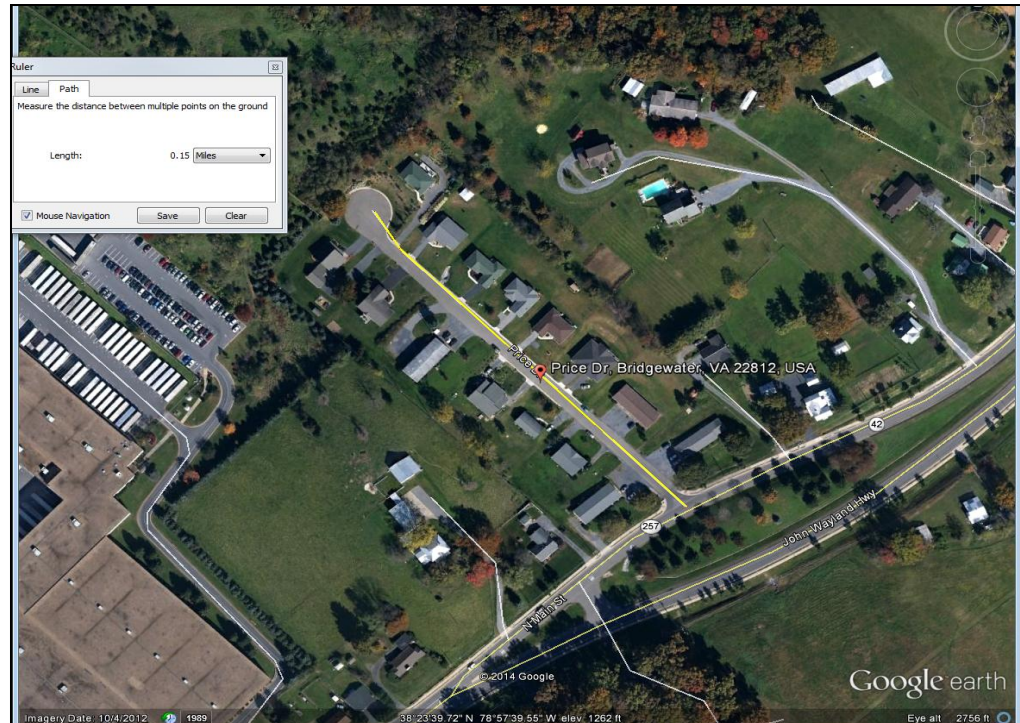 Ruler
Line Path
Measure the distance between multiple points on the ground
Length: 0.15 Miles
Mouse Navigation Save Clear
Price Dr, Bridgewater, VA 22812, USA
42
257
John Wayland Hwy
N Main St
© 2014 Google
Google earth
Imagery Date: 10/4/2012 1989 38°23'39.72" N 78°57'39.55" W elev 1262 ft Eye alt 2756 ft